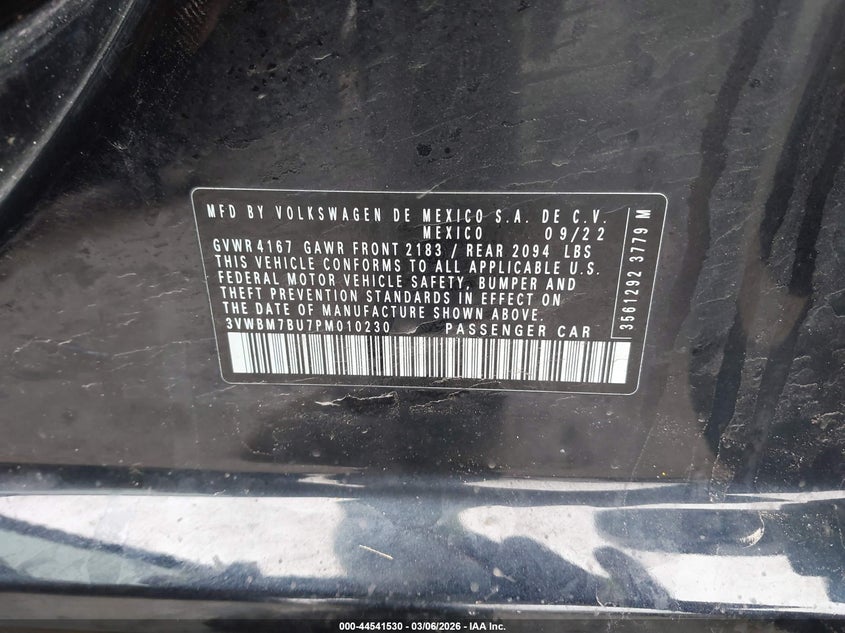 MFD BY VOLKSWAGEN DE MEXICO S.A. DE C.V.
MEXICO 09/22
GVWR 4167 GAWR FRONT 2183 / REAR 2094 LBS
THIS VEHICLE CONFORMS TO ALL APPLICABLE U.S.
FEDERAL MOTOR VEHICLE SAFETY, BUMPER AND
THEFT PREVENTION STANDARDS IN EFFECT ON
THE DATE OF MANUFACTURE SHOWN ABOVE.
3VWBM7BU7PM010230 PASSENGER CAR
3561292 3779 M
000-44541530 - 03/06/2026 - IAA Inc.